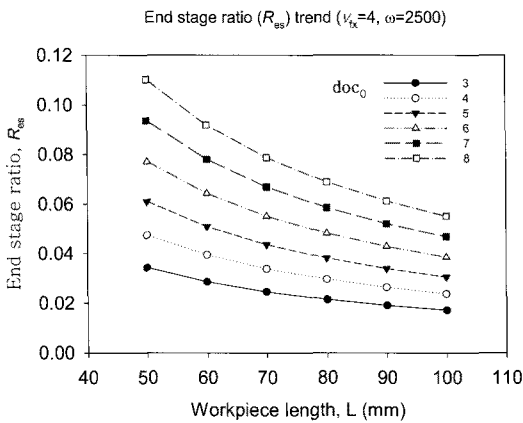 End stage ratio (Res) trend (Vfx=4, ω=2500)
0.12
0.10
0.08
0.06
0.04
0.02
0.00
End stage ratio, Res
doc0
3
4
5
6
7
8
40 50 60 70 80 90 100 110
Workpiece length, L (mm)